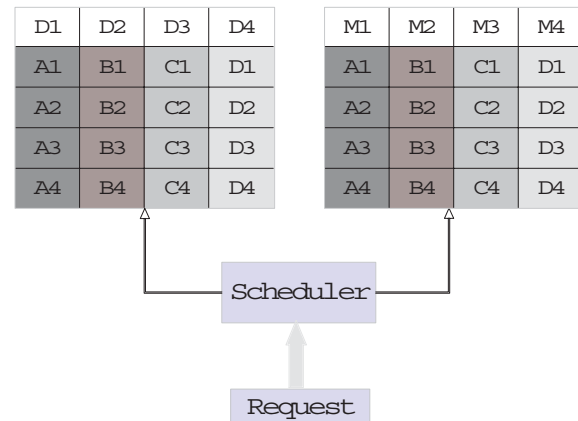 D1 D2 D3 D4 M1 M2 M3 M4
A1 B1 C1 D1 A1 B1 C1 D1
A2 B2 C2 D2 A2 B2 C2 D2
A3 B3 C3 D3 A3 B3 C3 D3
A4 B4 C4 D4 A4 B4 C4 D4
Scheduler
Request